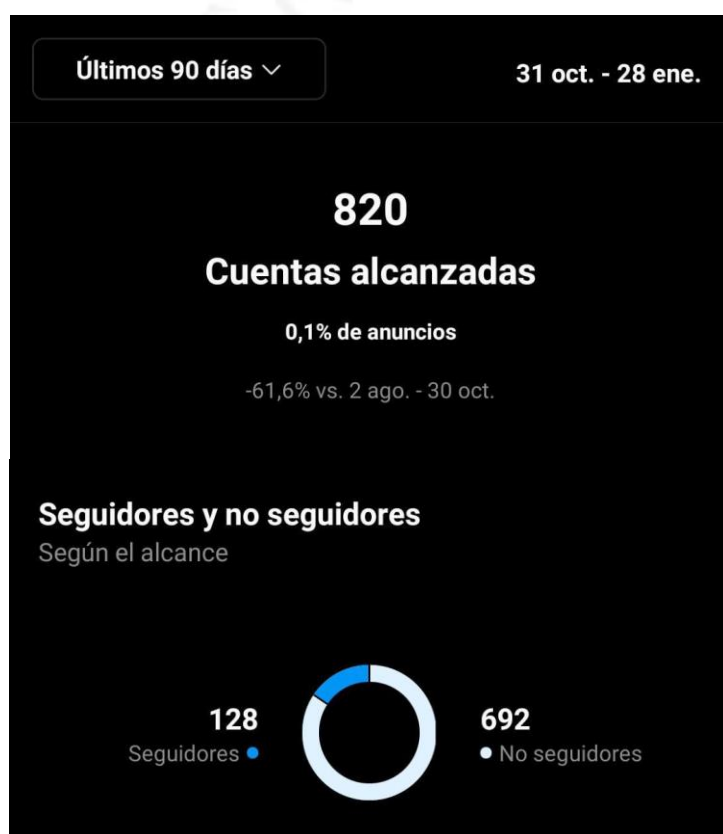 Últimos 90 días
31 oct. - 28 ene.
820
Cuentas alcanzadas
0,1% de anuncios
-61,6% vs. 2 ago. - 30 oct.
Seguidores y no seguidores
Según el alcance
128
Seguidores
692
No seguidores